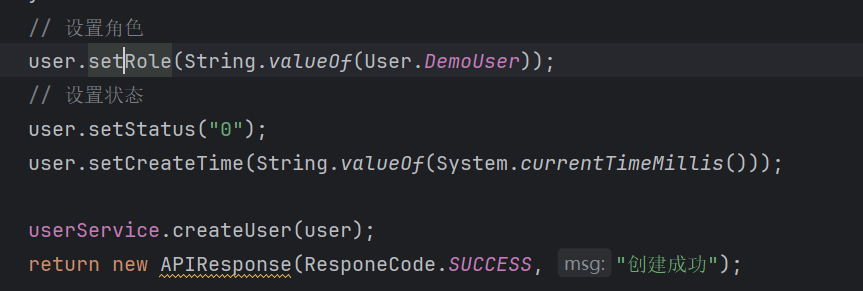 // 设置角色
user.setRole(String.valueOf(User.DemoUser));
// 设置状态
user.setStatus("0");
user.setCreateTime(String.valueOf(System.currentTimeMillis()));
userService.createUser(user);
return new APIResponse(ResponeCode.SUCCESS, msg: "创建成功");